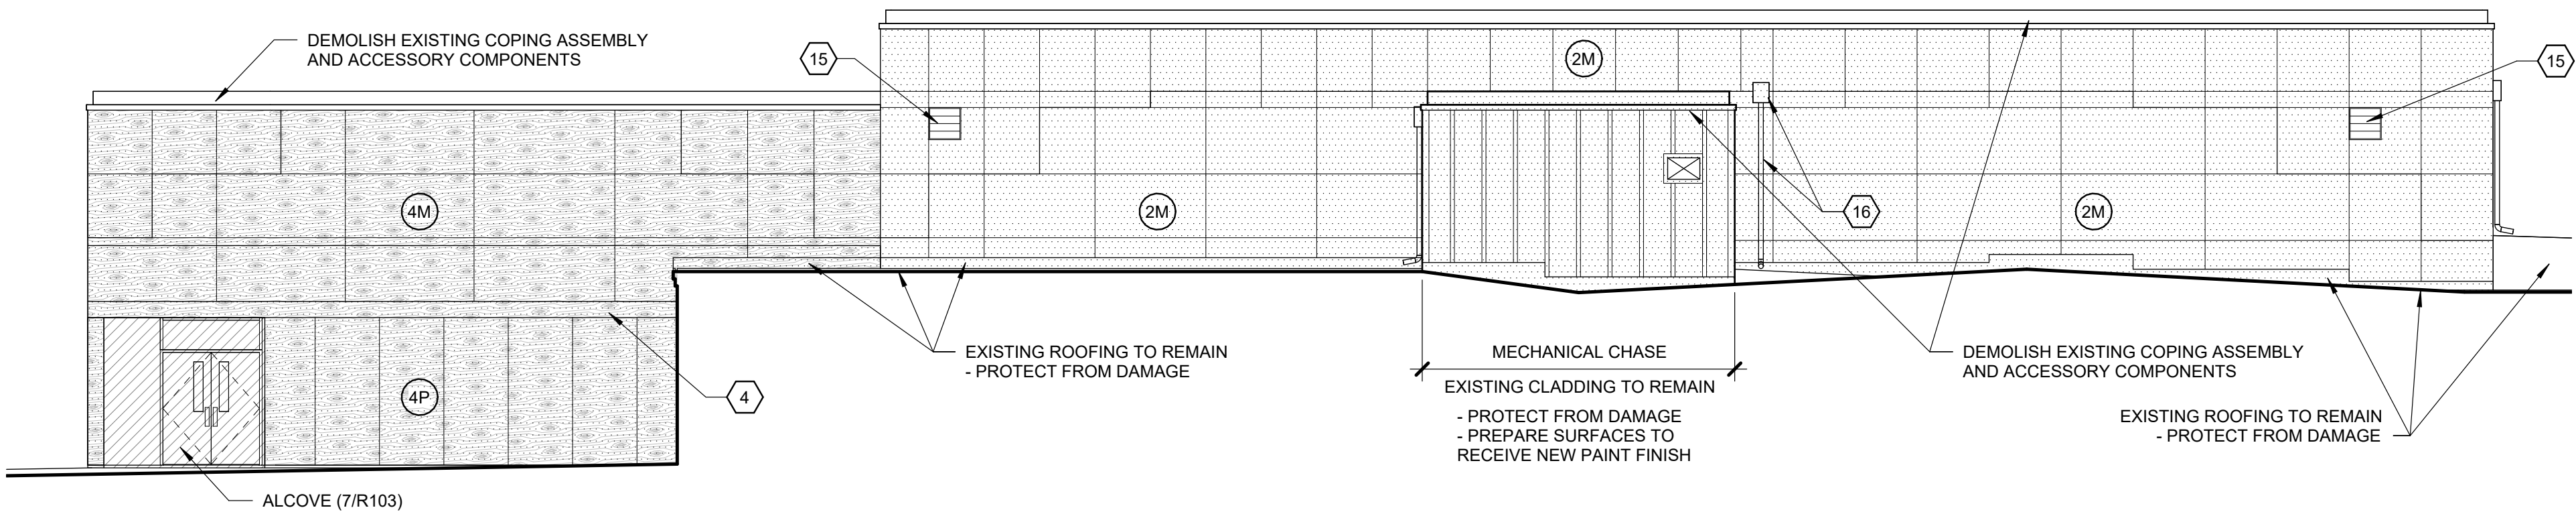 DEMOLISH EXISTING COPING ASSEMBLY
AND ACCESSORY COMPONENTS
15
2M
15
4M
2M
16
2M
EXISTING ROOFING TO REMAIN
- PROTECT FROM DAMAGE
MECHANICAL CHASE
EXISTING CLADDING TO REMAIN
- PROTECT FROM DAMAGE
- PREPARE SURFACES TO
RECEIVE NEW PAINT FINISH
DEMOLISH EXISTING COPING ASSEMBLY
AND ACCESSORY COMPONENTS
4P
4
EXISTING ROOFING TO REMAIN
- PROTECT FROM DAMAGE
ALCOVE (7/R103)